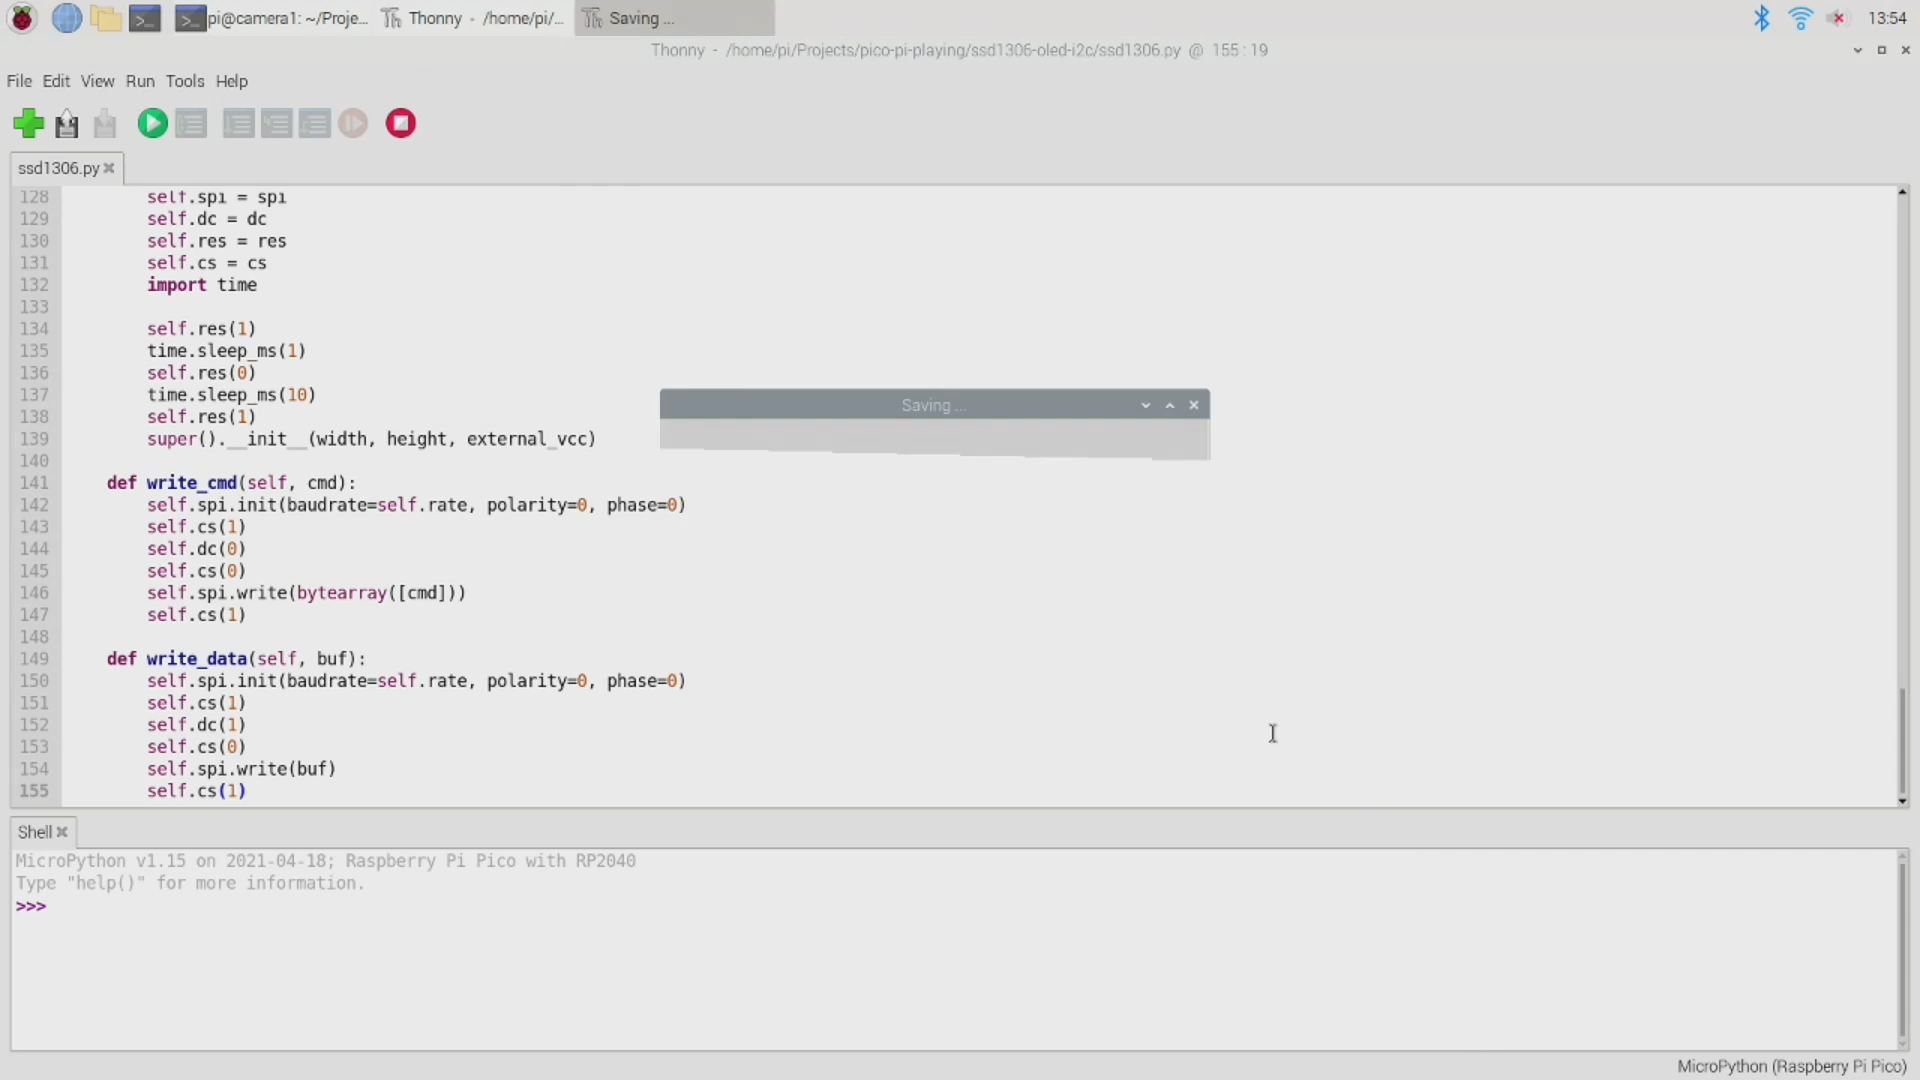 pi@camera1: ~/Proje... Thonny - /home/pi/... Saving ... 13:54
Thonny - /home/pi/Projects/pico-pi-playing/ssd1306-oled-i2c/ssd1306.py @ 155 : 19
File Edit View Run Tools Help
ssd1306.py
128 self.spi = spi
129 self.dc = dc
130 self.res = res
131 self.cs = cs
132 import time
133
134 self.res(1)
135 time.sleep_ms(1)
136 self.res(0)
137 time.sleep_ms(10)
138 self.res(1)
139 super().__init__(width, height, external_vcc)
140
141 def write_cmd(self, cmd):
142 self.spi.init(baudrate=self.rate, polarity=0, phase=0)
143 self.cs(1)
144 self.dc(0)
145 self.cs(0)
146 self.spi.write(bytearray([cmd]))
147 self.cs(1)
148
149 def write_data(self, buf):
150 self.spi.init(baudrate=self.rate, polarity=0, phase=0)
151 self.cs(1)
152 self.dc(1)
153 self.cs(0)
154 self.spi.write(buf)
155 self.cs(1)
Saving ...
Shell
MicroPython v1.15 on 2021-04-18; Raspberry Pi Pico with RP2040
Type "help()" for more information.
>>>
MicroPython (Raspberry Pi Pico)